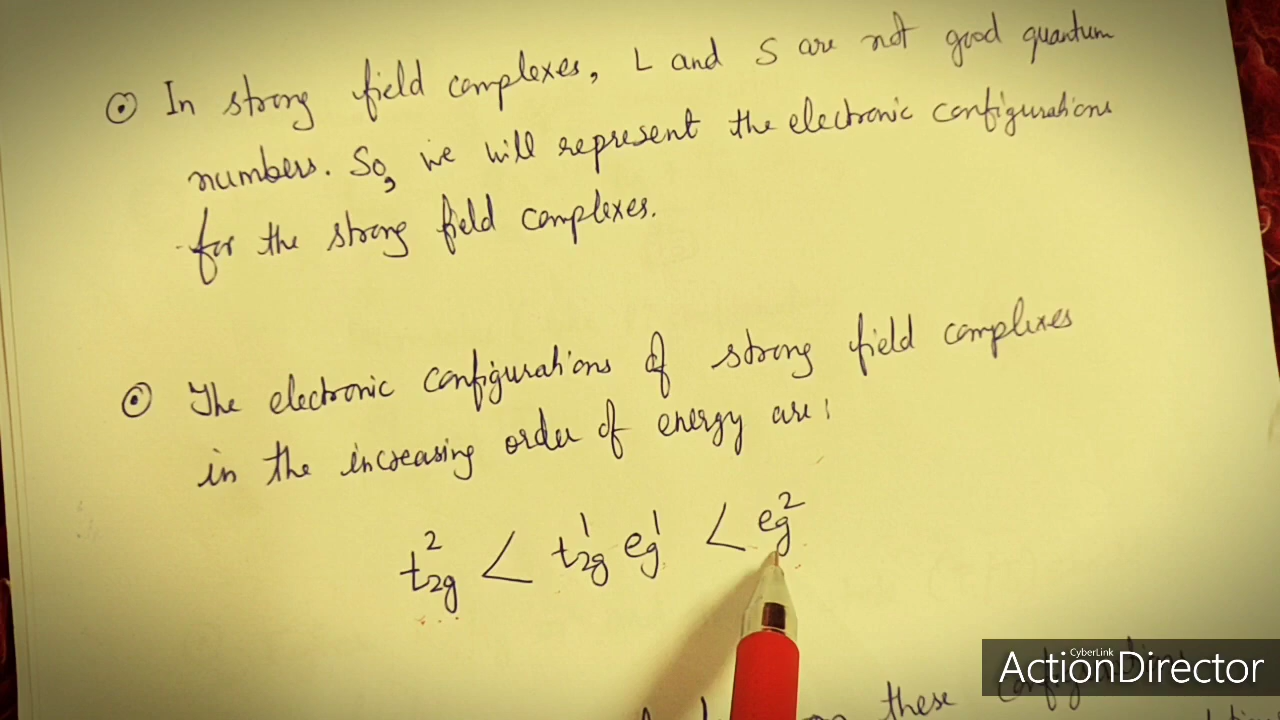 ⊙ In strong field complexes, L and S are not good quantum
numbers. So, we will represent the electronic configurations
for the strong field complexes.
⊙ The electronic configurations of strong field complexes
in the increasing order of energy are:
t₂g² < t₂g¹ eg¹ < eg²
these configurations
CyberLink
ActionDirector